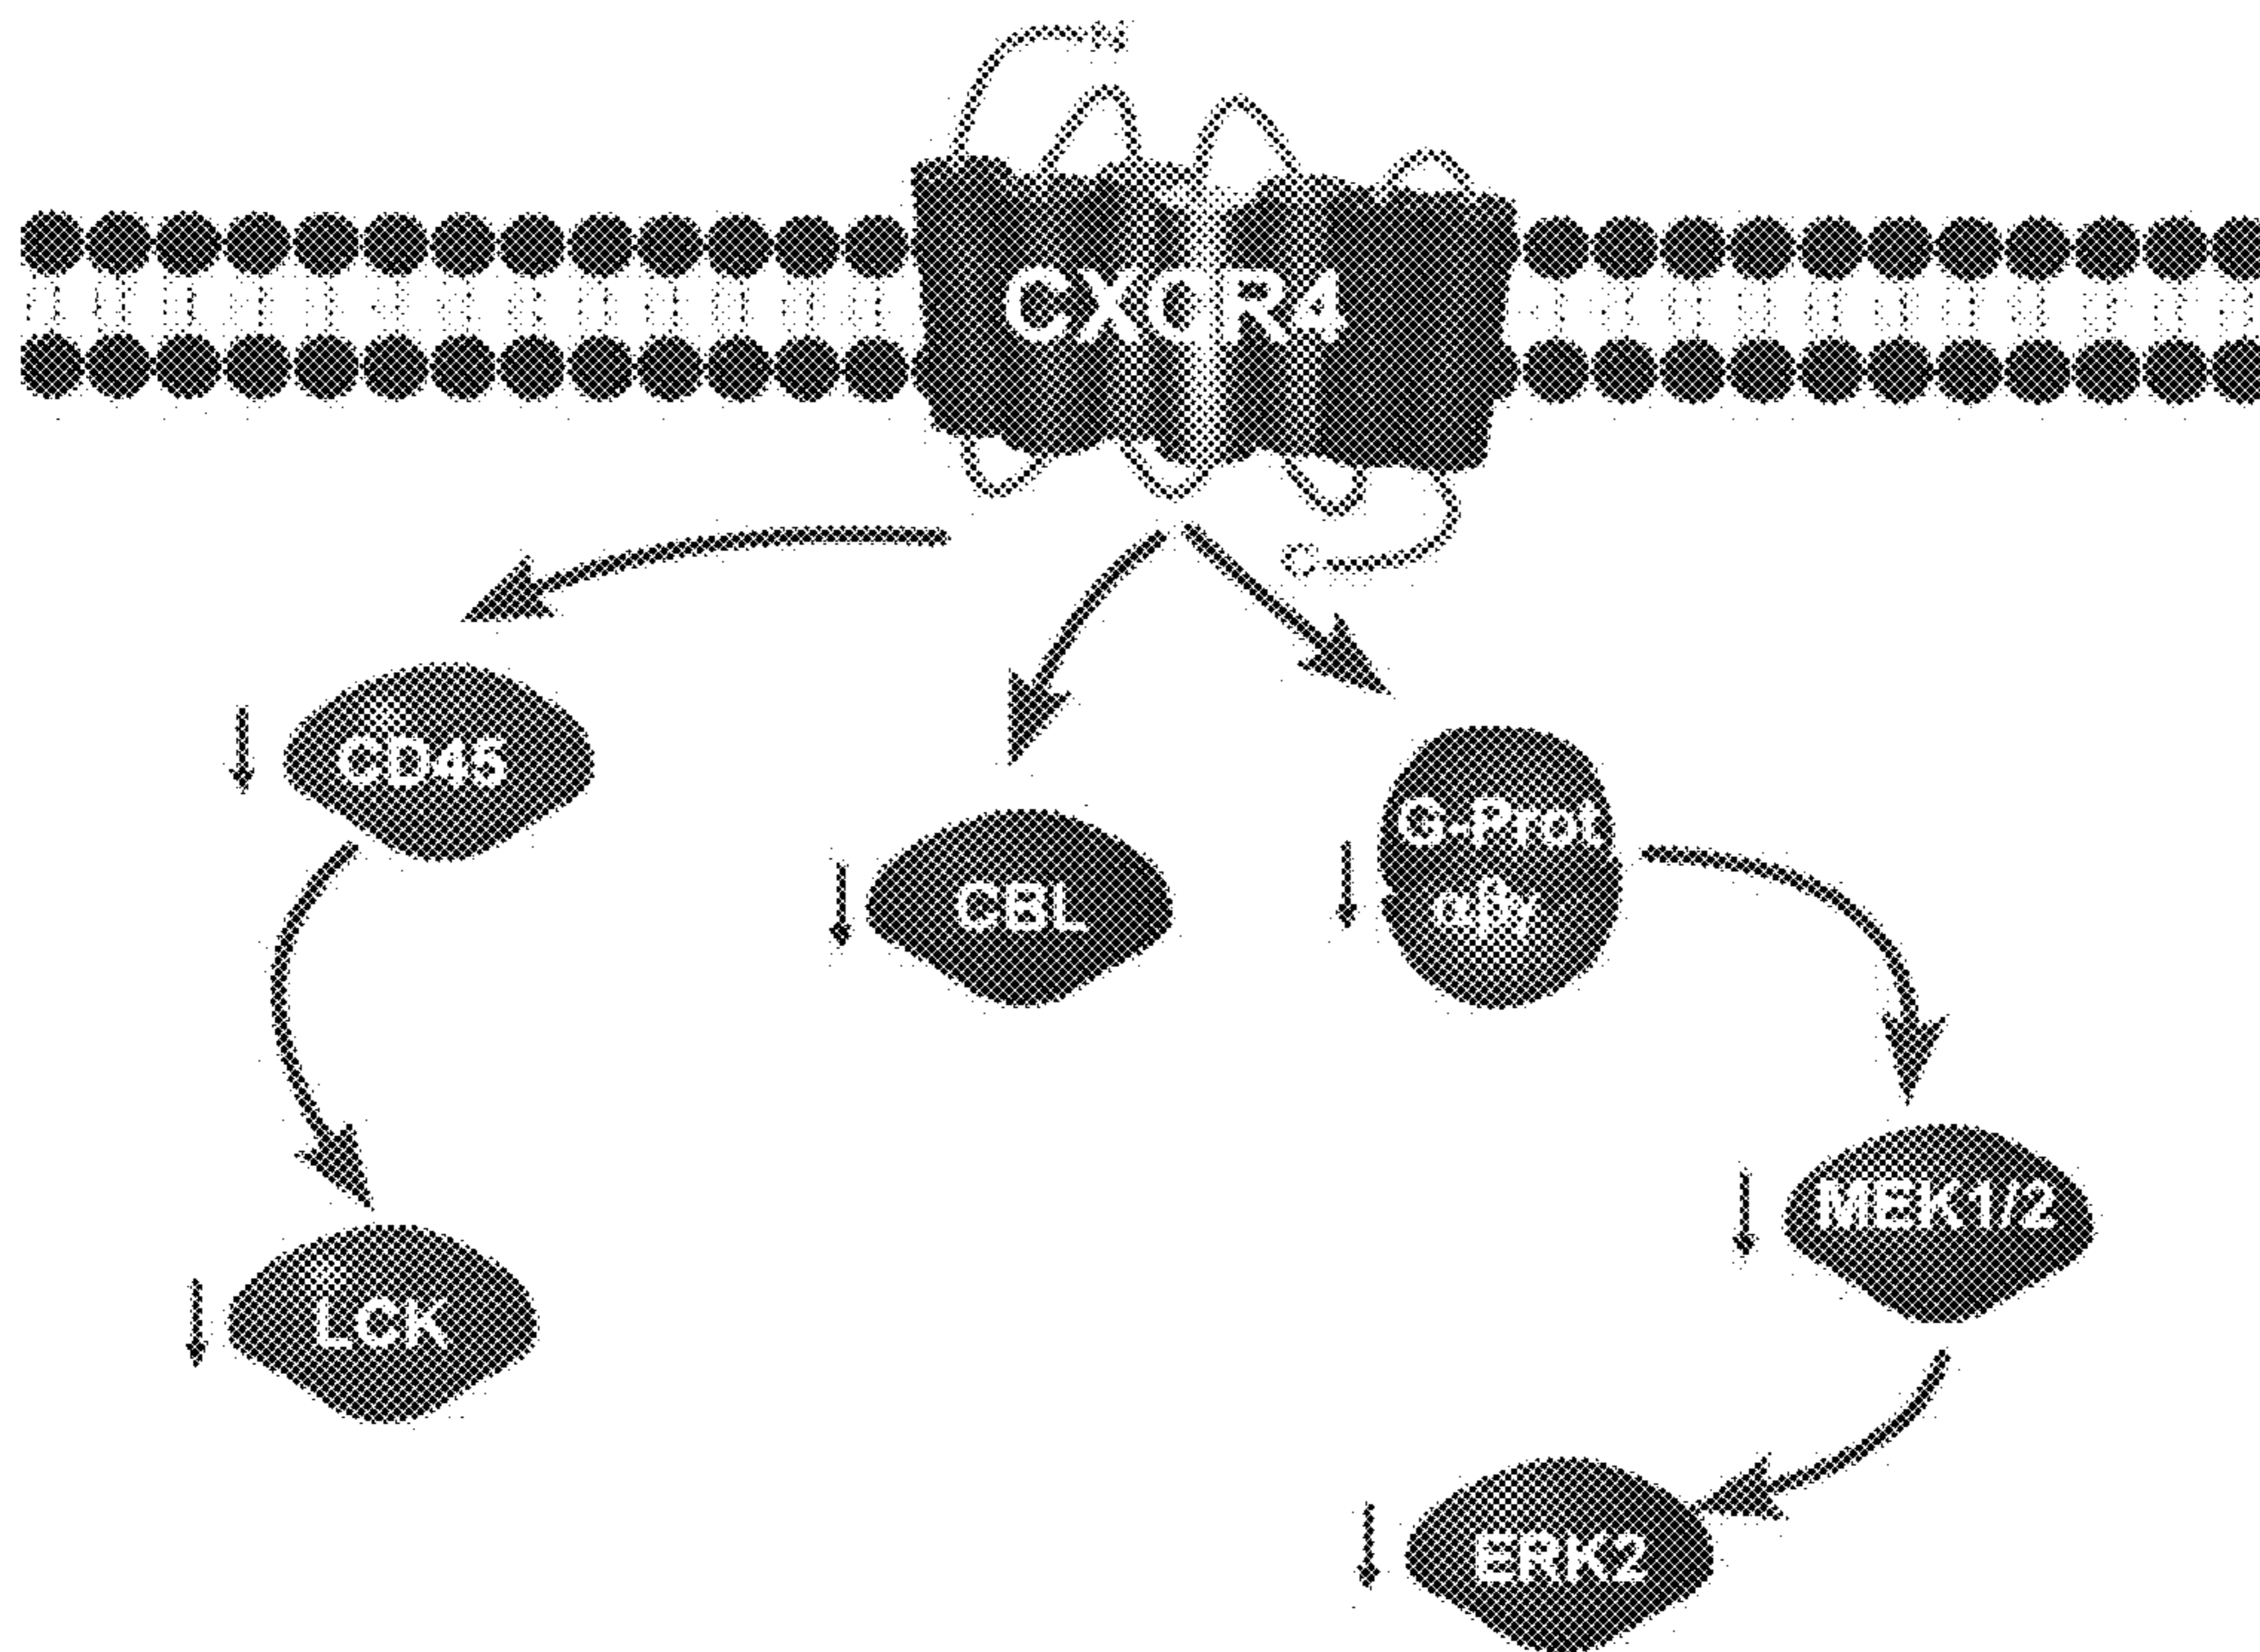 N
CXCR4
C
CD45
CBL
G-Prot
αβγ
MEK1/2
LCK
ERK2